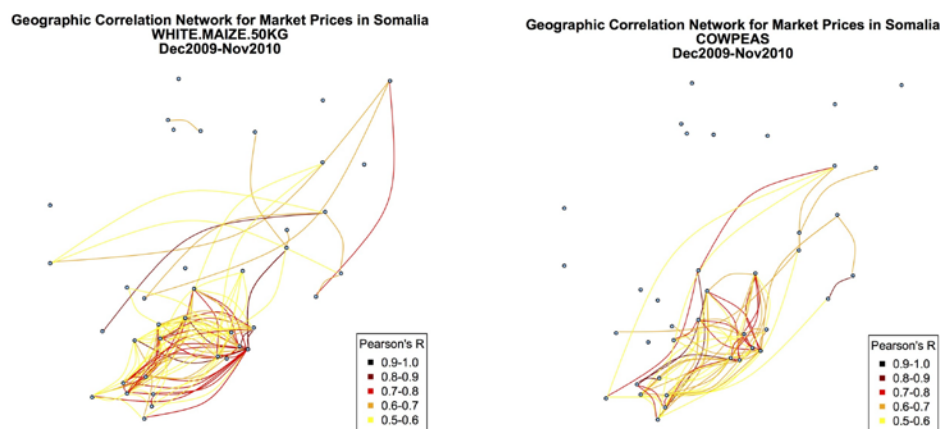 Geographic Correlation Network for Market Prices in Somalia
WHITE.MAIZE.50KG
Dec2009-Nov2010
Pearson's R
0.9-1.0
0.8-0.9
0.7-0.8
0.6-0.7
0.5-0.6
Geographic Correlation Network for Market Prices in Somalia
COWPEAS
Dec2009-Nov2010
Pearson's R
0.9-1.0
0.8-0.9
0.7-0.8
0.6-0.7
0.5-0.6